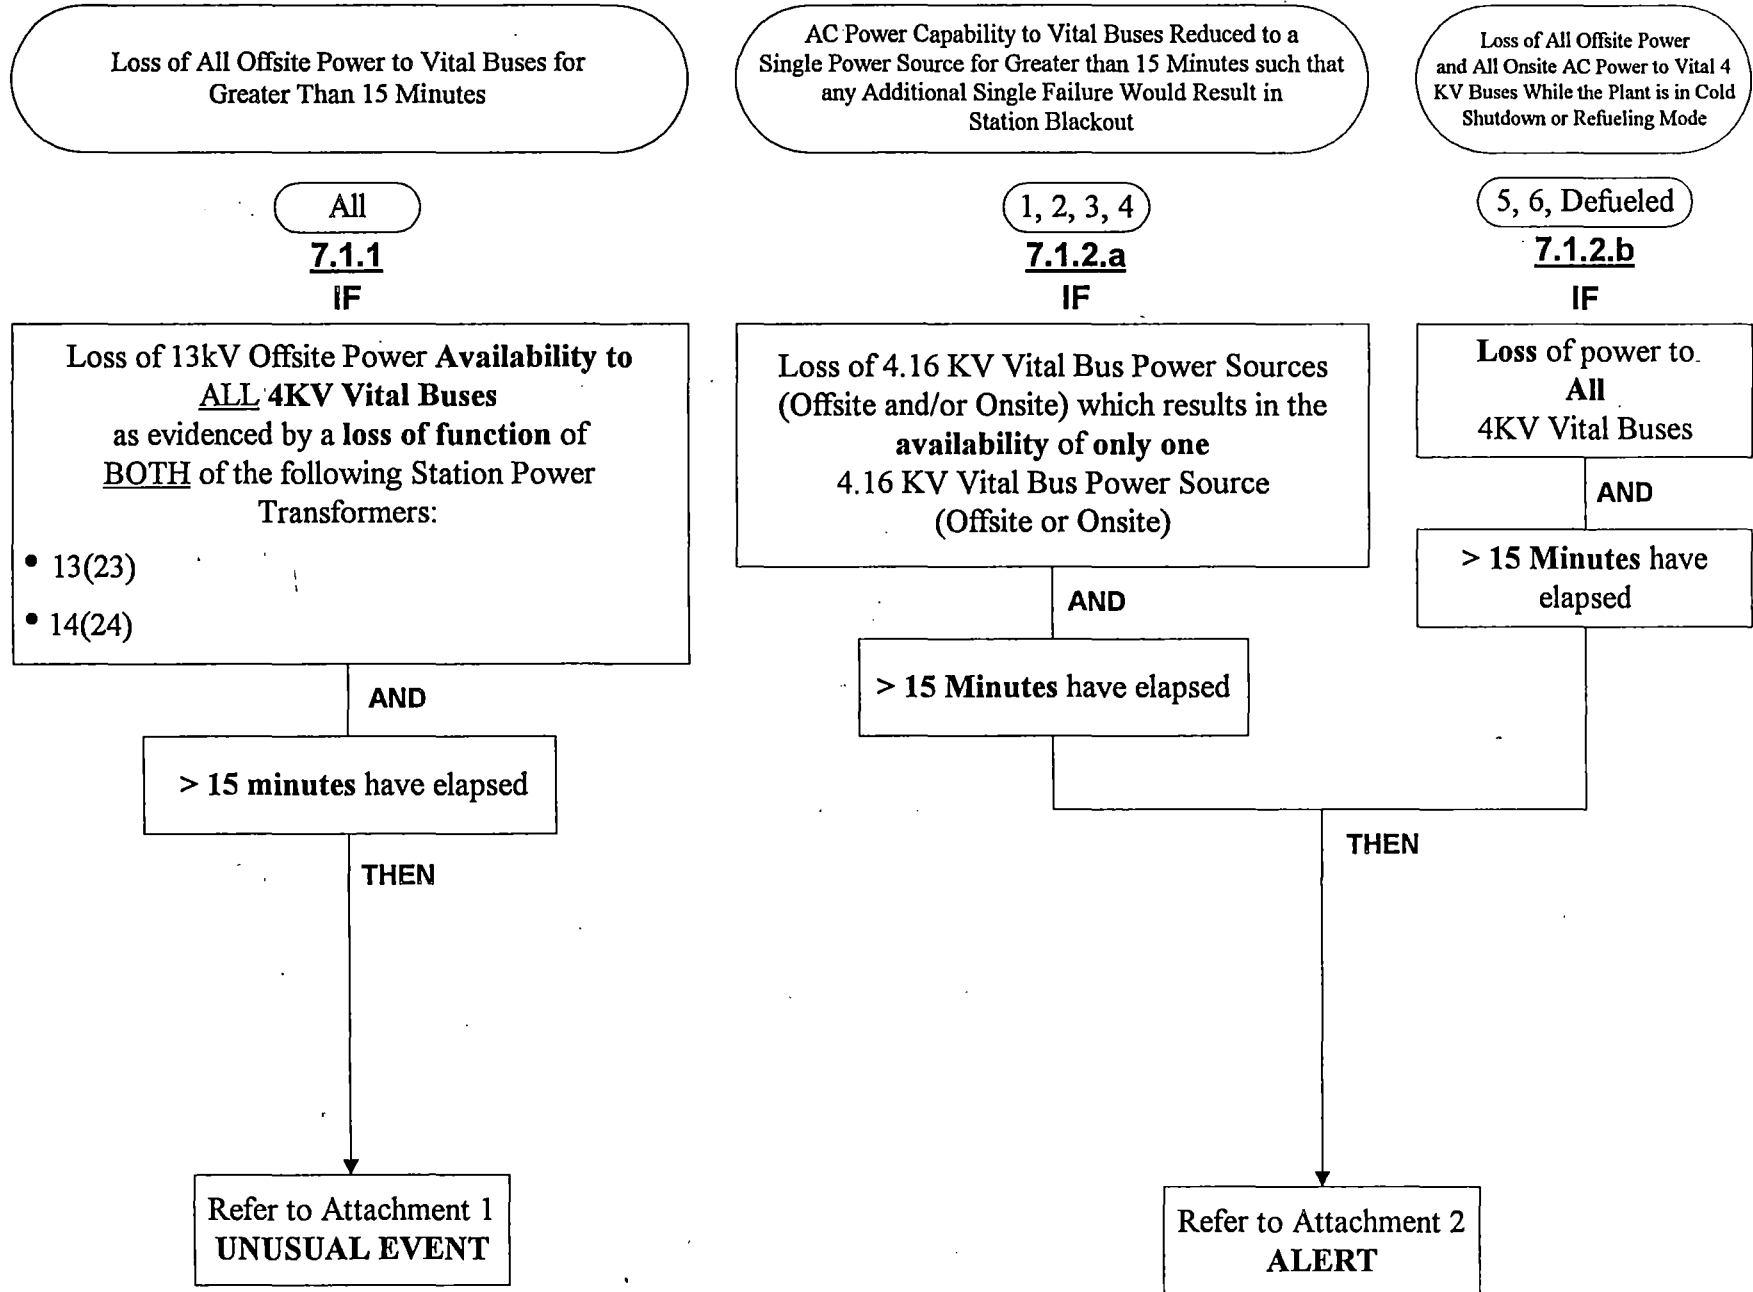 Loss of All Offsite Power to Vital Buses for
Greater Than 15 Minutes
All
7.1.1
IF
Loss of 13kV Offsite Power Availability to
ALL 4KV Vital Buses
as evidenced by a loss of function of
BOTH of the following Station Power
Transformers:
• 13(23)
• 14(24)
AND
> 15 minutes have elapsed
THEN
Refer to Attachment 1
UNUSUAL EVENT
AC Power Capability to Vital Buses Reduced to a
Single Power Source for Greater than 15 Minutes such that
any Additional Single Failure Would Result in
Station Blackout
1, 2, 3, 4
7.1.2.a
IF
Loss of 4.16 KV Vital Bus Power Sources
(Offsite and/or Onsite) which results in the
availability of only one
4.16 KV Vital Bus Power Source
(Offsite or Onsite)
AND
> 15 Minutes have elapsed
Loss of All Offsite Power
and All Onsite AC Power to Vital 4
KV Buses While the Plant is in Cold
Shutdown or Refueling Mode
5, 6, Defueled
7.1.2.b
IF
Loss of power to
All
4KV Vital Buses
AND
> 15 Minutes have
elapsed
THEN
Refer to Attachment 2
ALERT